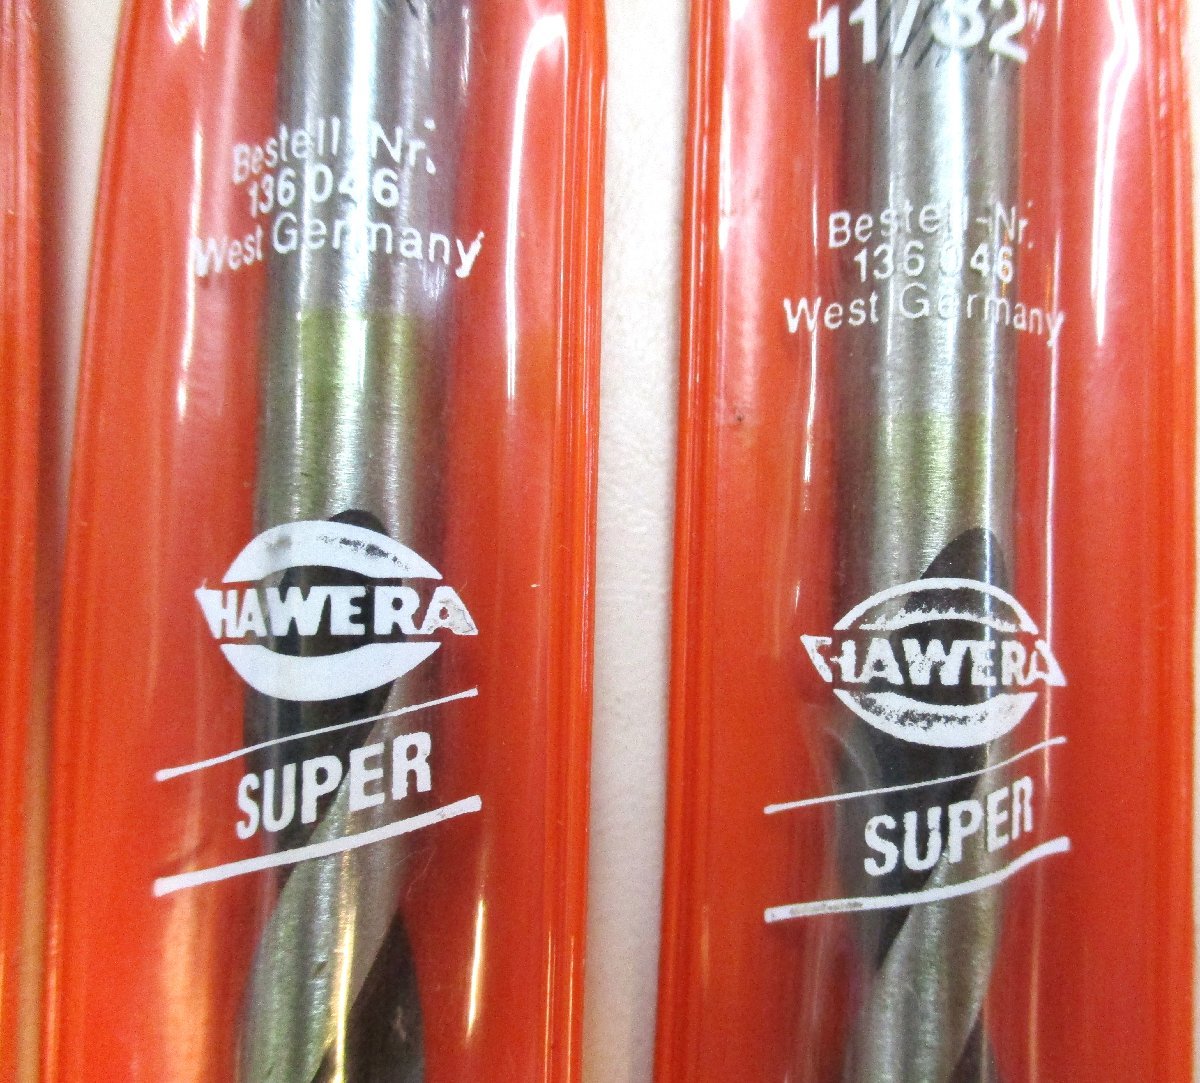 Bestell-Nr.
136 046
West Germany
HAWERA
SUPER
11/32"
Bestell-Nr.
136 046
West Germany
HAWERA
SUPER